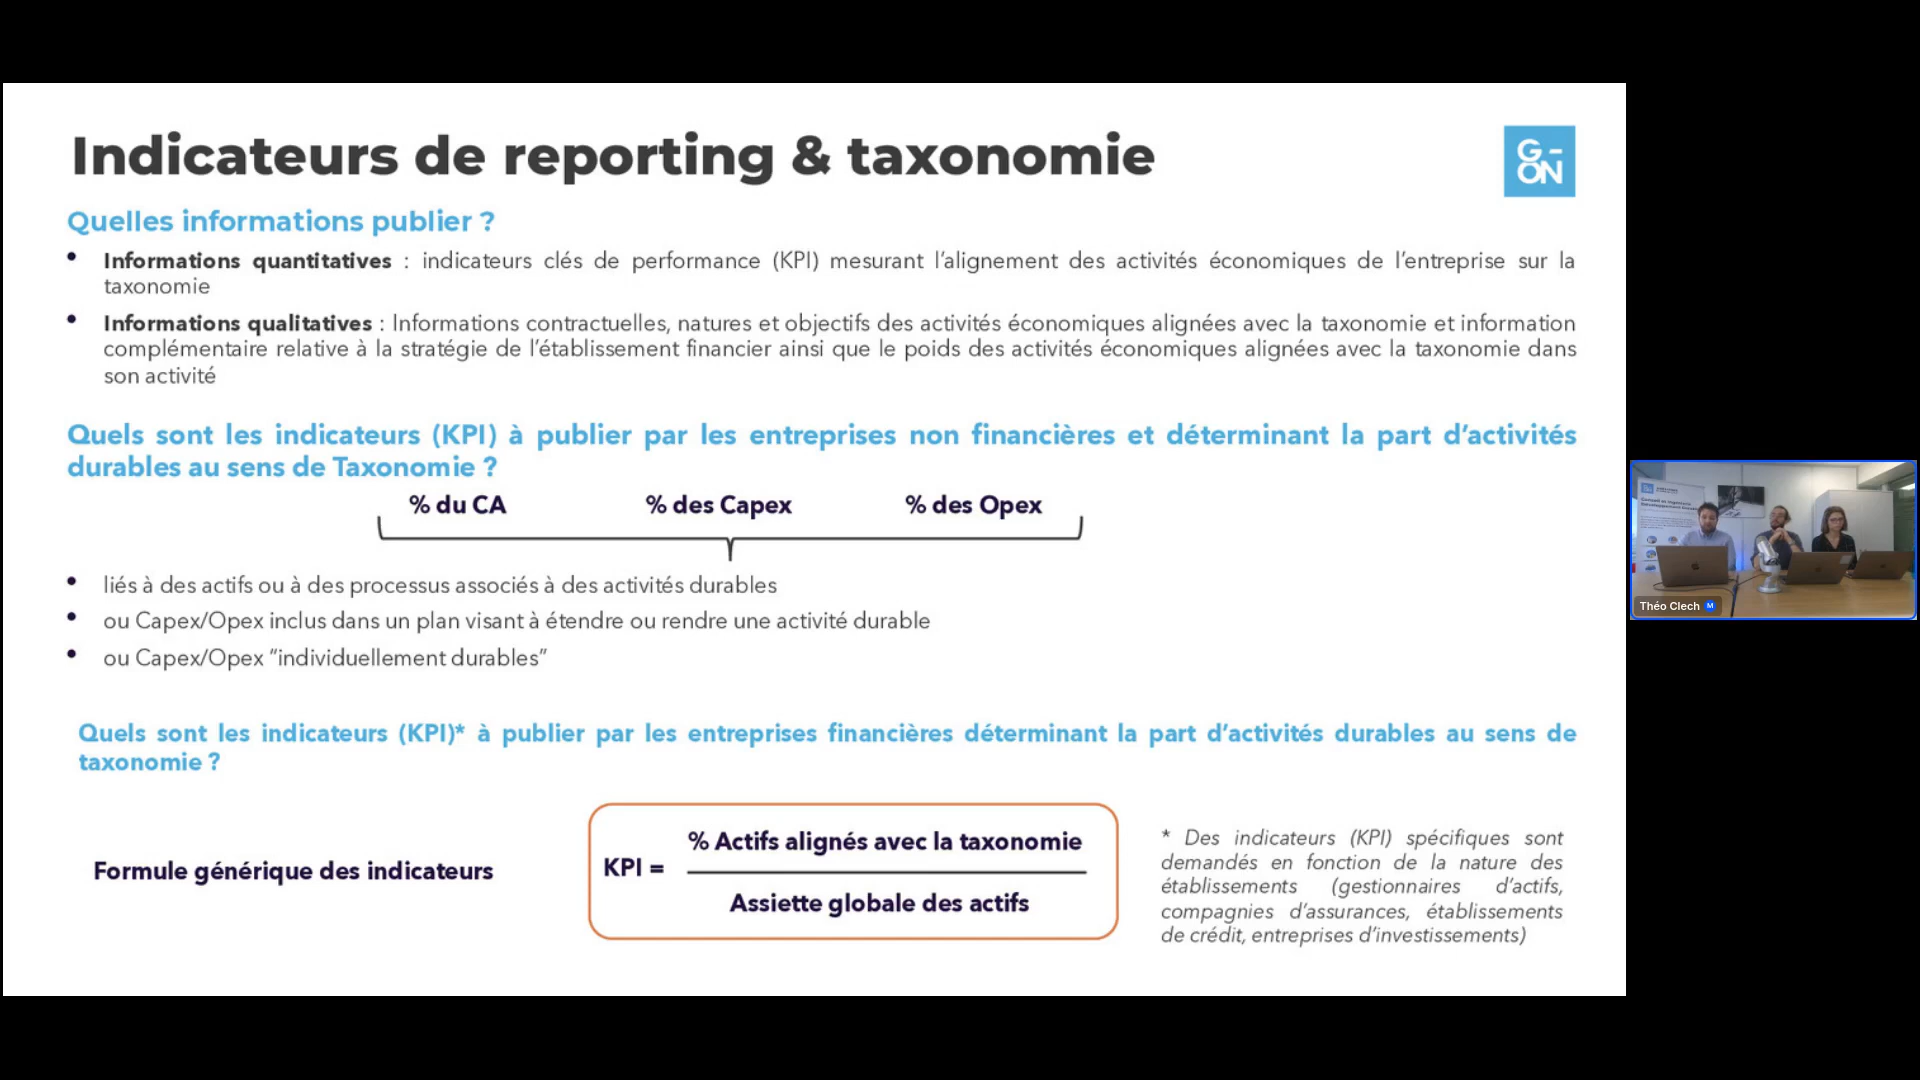 Indicateurs de reporting & taxonomie
G-
ON
Quelles informations publier ?
• Informations quantitatives : indicateurs clés de performance (KPI) mesurant l’alignement des activités économiques de l’entreprise sur la
taxonomie
• Informations qualitatives : Informations contractuelles, natures et objectifs des activités économiques alignées avec la taxonomie et information
complémentaire relative à la stratégie de l’établissement financier ainsi que le poids des activités économiques alignées avec la taxonomie dans
son activité
Quels sont les indicateurs (KPI) à publier par les entreprises non financières et déterminant la part d’activités
durables au sens de Taxonomie ?
% du CA % des Capex % des Opex
• liés à des actifs ou à des processus associés à des activités durables
• ou Capex/Opex inclus dans un plan visant à étendre ou rendre une activité durable
• ou Capex/Opex “individuellement durables”
Quels sont les indicateurs (KPI)* à publier par les entreprises financières déterminant la part d’activités durables au sens de
taxonomie ?
Formule générique des indicateurs
KPI =
% Actifs alignés avec la taxonomie
Assiette globale des actifs
* Des indicateurs (KPI) spécifiques sont
demandés en fonction de la nature des
établissements (gestionnaires d’actifs,
compagnies d’assurances, établissements
de crédit, entreprises d’investissements)
Théo Clech M